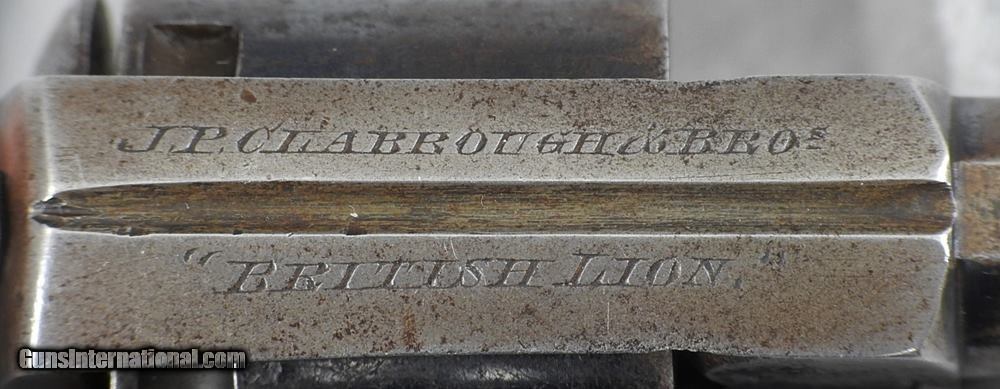 J.P. CLABROUGH & BROS
"BRITISH LION."
GunsInternational.com